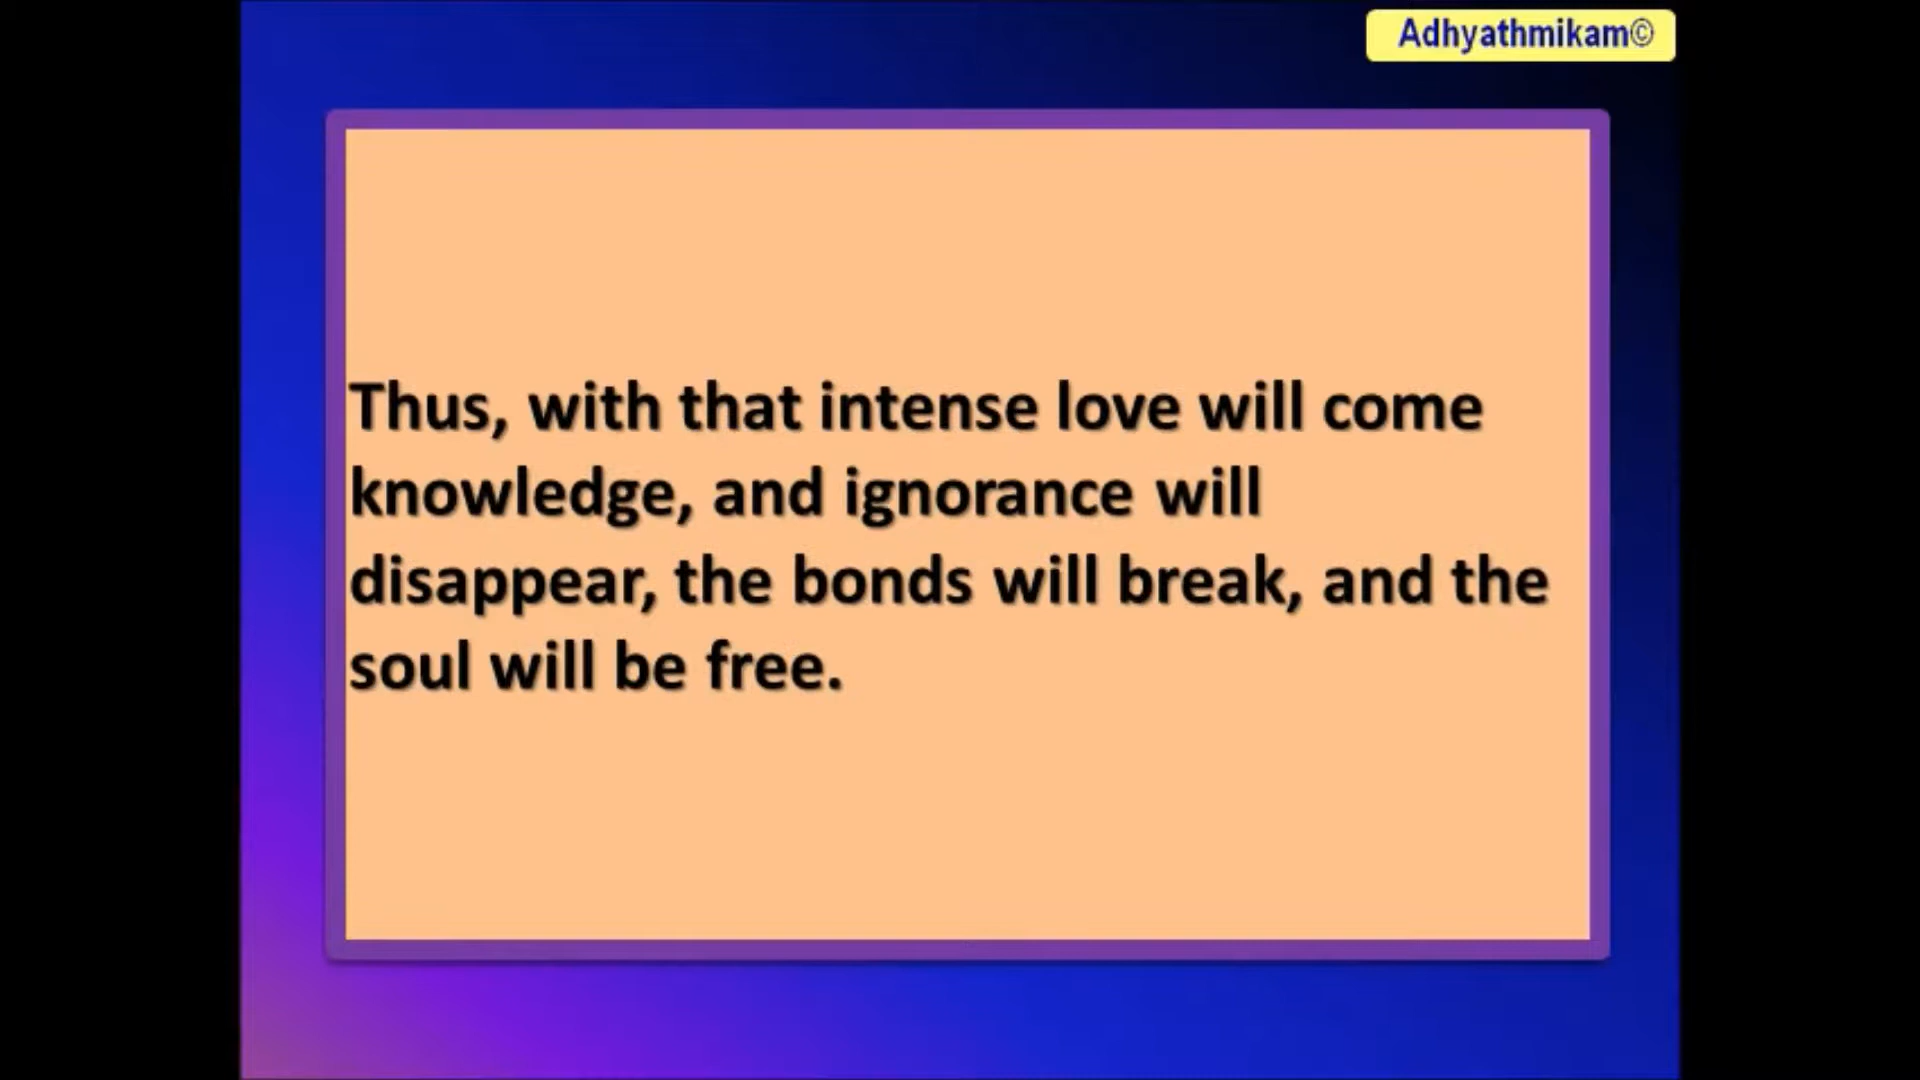 Adhyathmikam©
Thus, with that intense love will come
knowledge, and ignorance will
disappear, the bonds will break, and the
soul will be free.